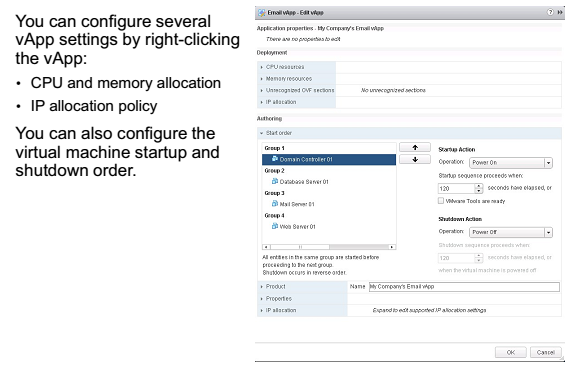 You can configure several
vApp settings by right-clicking
the vApp:
• CPU and memory allocation
• IP allocation policy
You can also configure the
virtual machine startup and
shutdown order.
Email vApp - Edit vApp
Application properties - My Company's Email vApp
There are no properties to edit
Deployment
CPU resources
Memory resources
Unrecognized OVF sections No unrecognized sections
IP allocation
Authoring
Start order
Group 1
Domain Controller 01
Group 2
Database Server 01
Group 3
Mail Server 01
Group 4
Web Server 01
All entities in the same group are started before
proceeding to the next group.
Shutdown occurs in reverse order.
Startup Action
Operation: Power On
Startup sequence proceeds when:
120 seconds have elapsed, or
VMware Tools are ready
Shutdown Action
Operation: Power Off
Shutdown sequence proceeds when:
120 seconds have elapsed, or
when the virtual machine is powered off
Product Name My Company's Email vApp
Properties
IP allocation Expand to edit supported IP allocation settings
OK Cancel